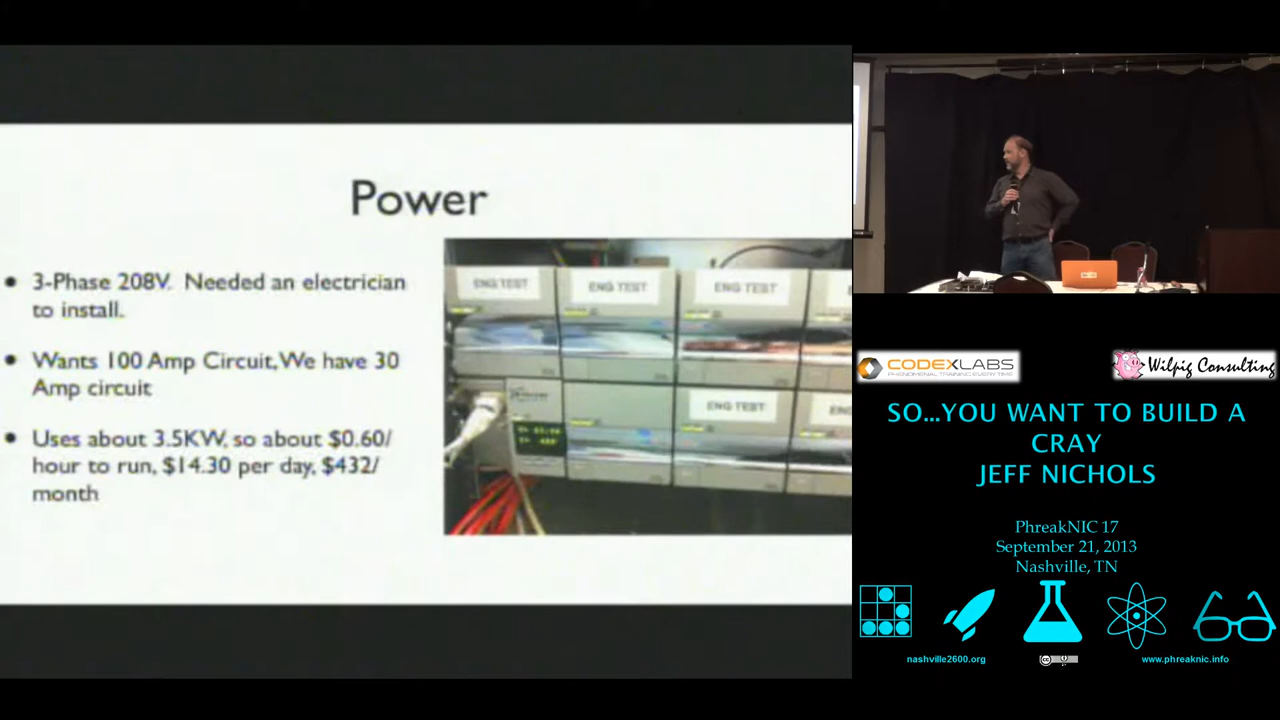 Power
• 3-Phase 208V. Needed an electrician
to install.
• Wants 100 Amp Circuit, We have 30
Amp circuit
• Uses about 3.5KW, so about $0.60/
hour to run, $14.30 per day, $432/
month
ENG TEST
ENG TEST
ENG TEST
ENG TEST
CODEXLABS
PHENOMENAL TRAINING EVERY TIME
Wilpig Consulting
SO...YOU WANT TO BUILD A
CRAY
JEFF NICHOLS
PhreakNIC 17
September 21, 2013
Nashville, TN
nashville2600.org
cc
www.phreaknic.info